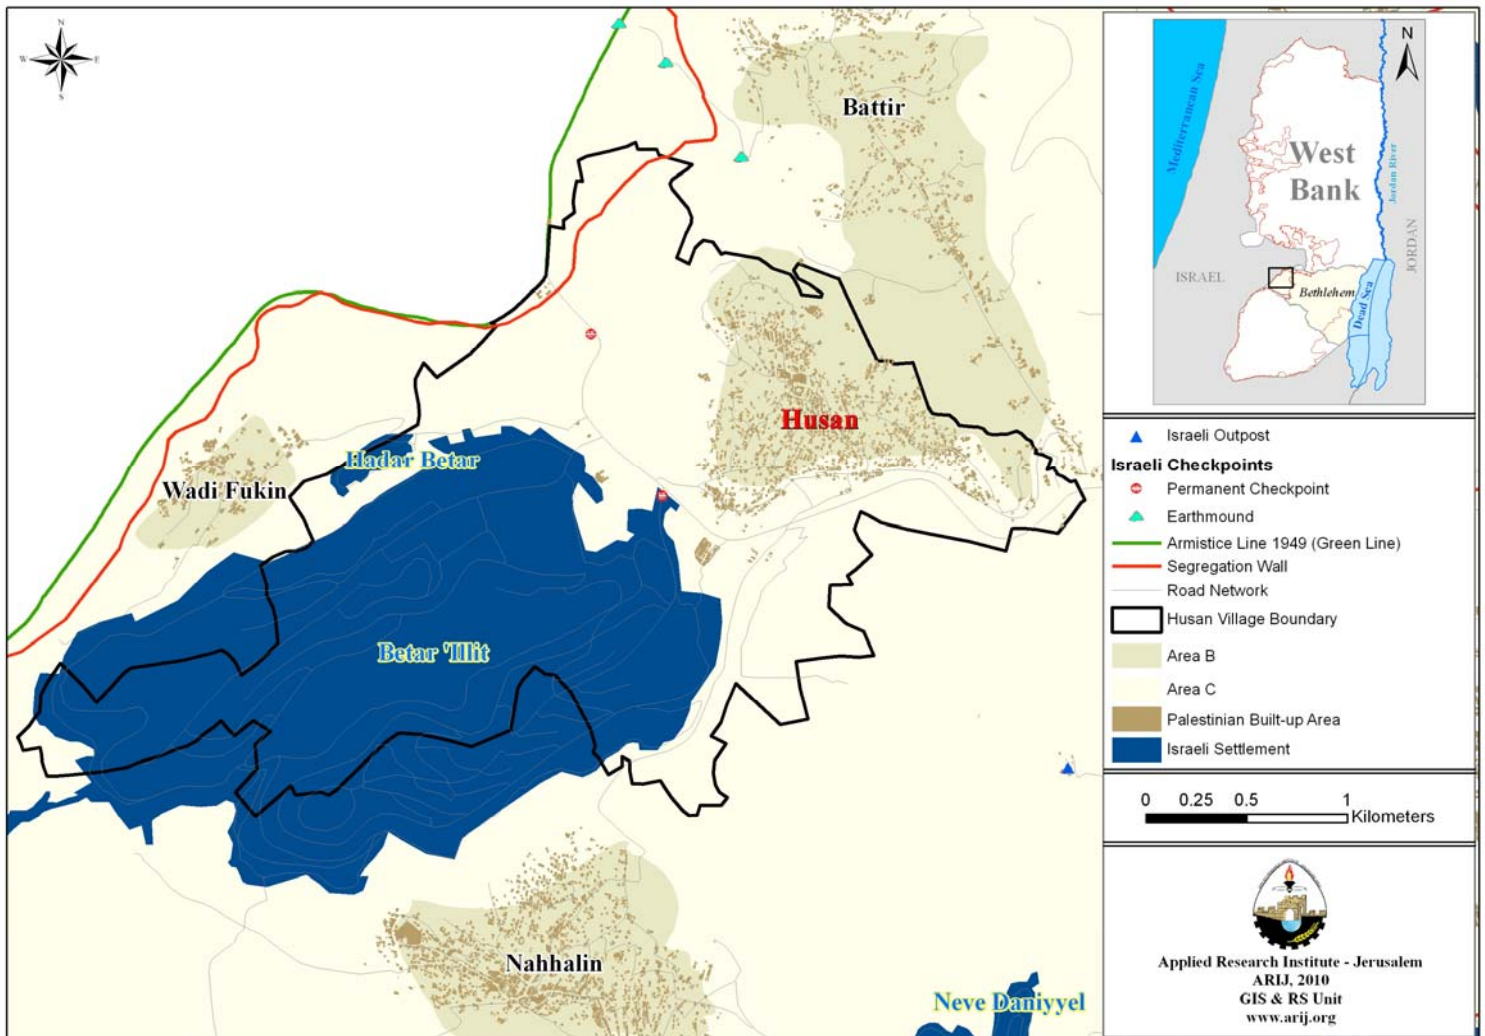 N
W
E
S
Battir
Husan
Hadar Betar
Wadi Fukin
Betar 'Illit
Nahhalin
Neve Daniyyel
N
Mediterranean Sea
West
Bank
Jordan River
JORDAN
ISRAEL
Bethlehem
Dead Sea
Israeli Outpost
Israeli Checkpoints
Permanent Checkpoint
Earthmound
Armistice Line 1949 (Green Line)
Segregation Wall
Road Network
Husan Village Boundary
Area B
Area C
Palestinian Built-up Area
Israeli Settlement
0 0.25 0.5 1
Kilometers
Applied Research Institute - Jerusalem
ARIJ, 2010
GIS & RS Unit
www.arij.org